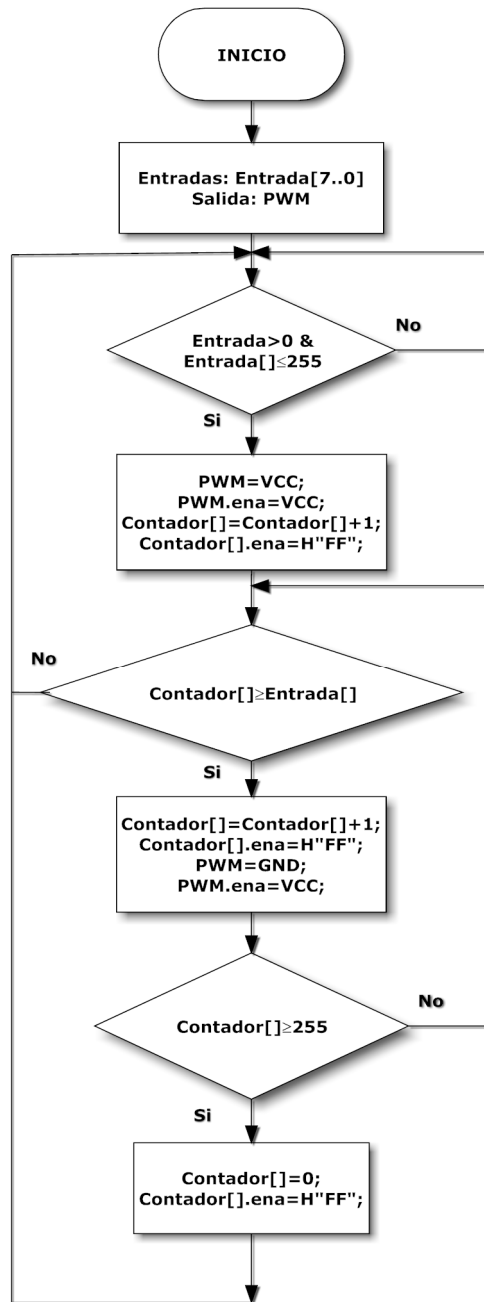 INICIO
Entradas: Entrada[7..0]
Salida: PWM
Entrada>0 &
Entrada[]≤255
No
Si
PWM=VCC;
PWM.ena=VCC;
Contador[]=Contador[]+1;
Contador[].ena=H"FF";
No
Contador[]≥Entrada[]
Si
Contador[]=Contador[]+1;
Contador[].ena=H"FF";
PWM=GND;
PWM.ena=VCC;
Contador[]≥255
No
Si
Contador[]=0;
Contador[].ena=H"FF";